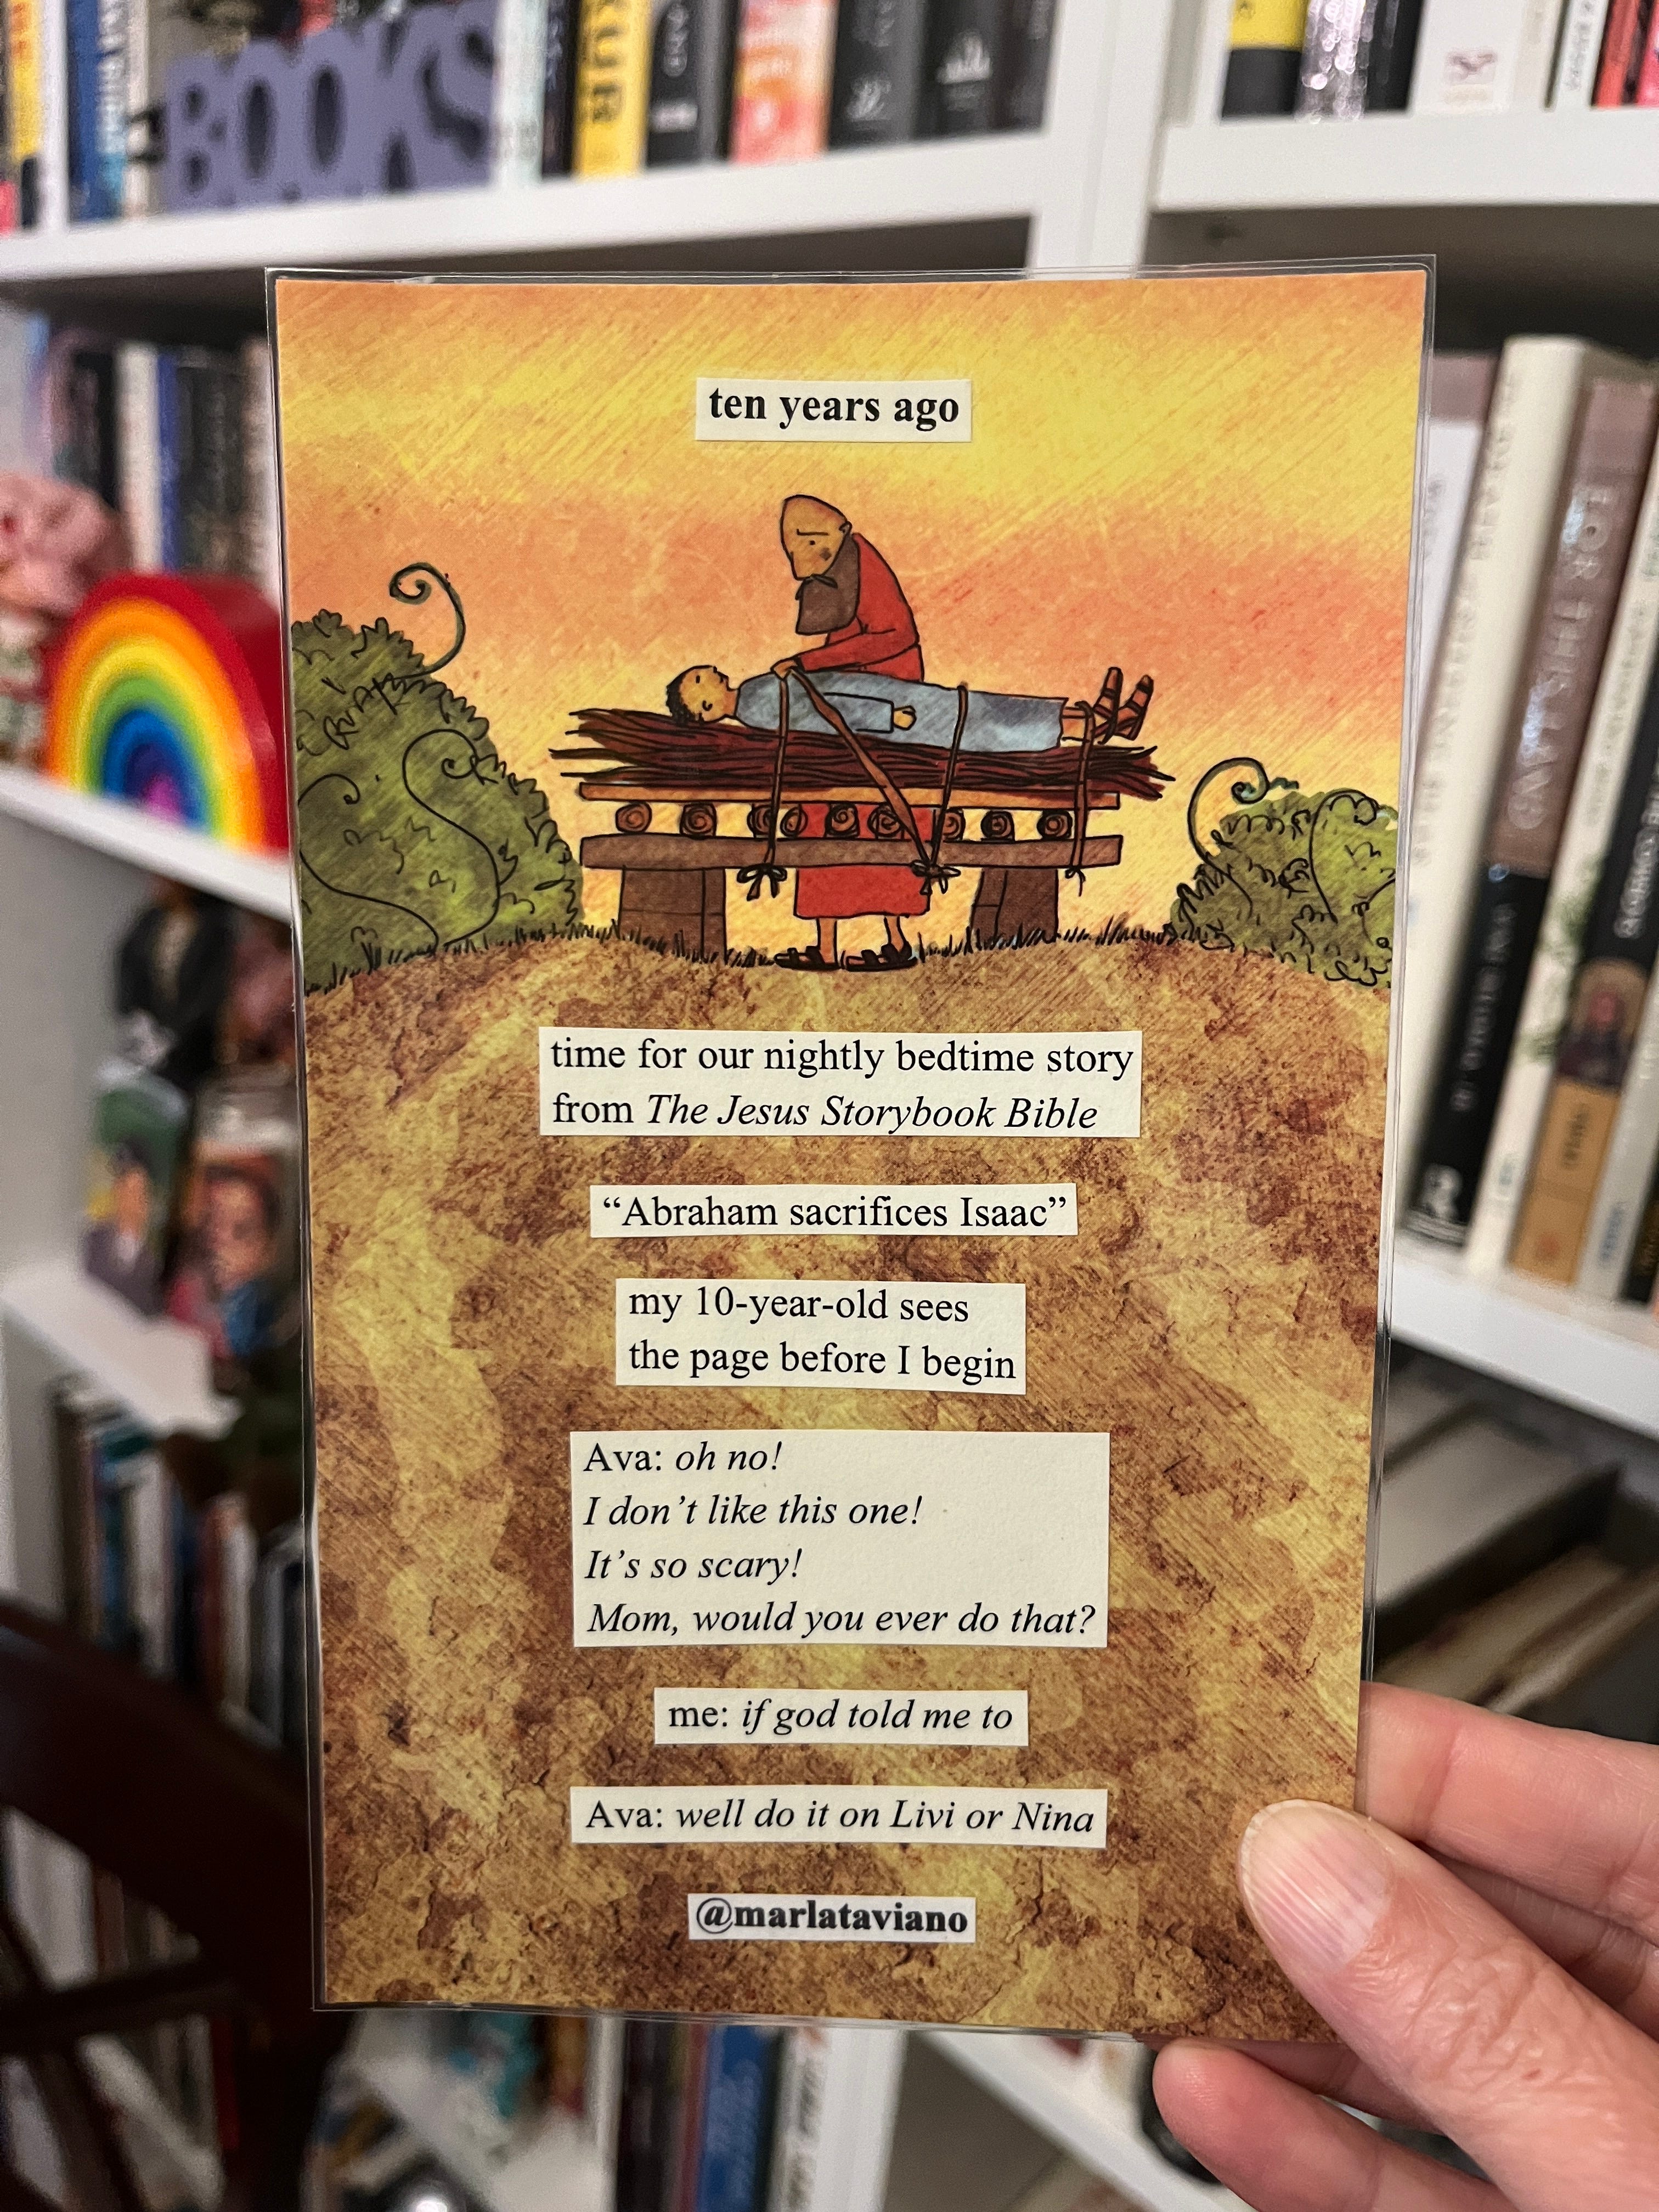 BOOKS
ten years ago
time for our nightly bedtime story
from The Jesus Storybook Bible
“Abraham sacrifices Isaac”
my 10-year-old sees
the page before I begin
Ava: oh no!
I don’t like this one!
It’s so scary!
Mom, would you ever do that?
me: if god told me to
Ava: well do it on Livi or Nina
@marlataviano